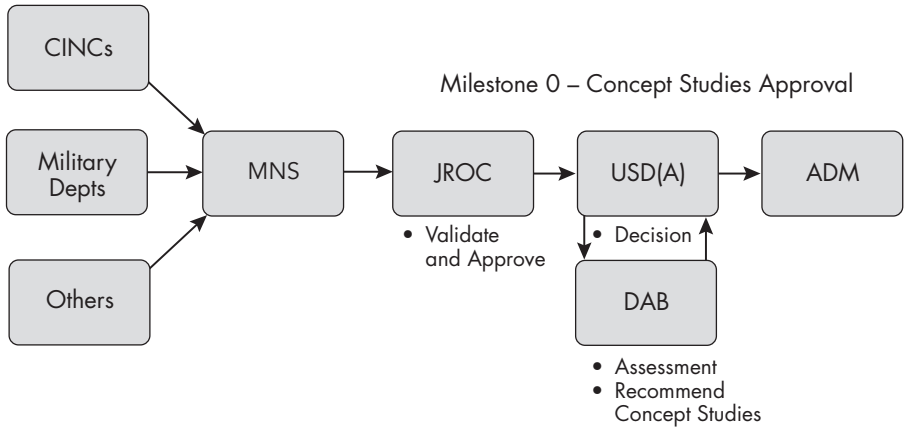 CINCs
Milestone 0 – Concept Studies Approval
Military
Depts
MNS
JROC
USD(A)
ADM
• Validate
and Approve
• Decision
Others
DAB
• Assessment
• Recommend
Concept Studies